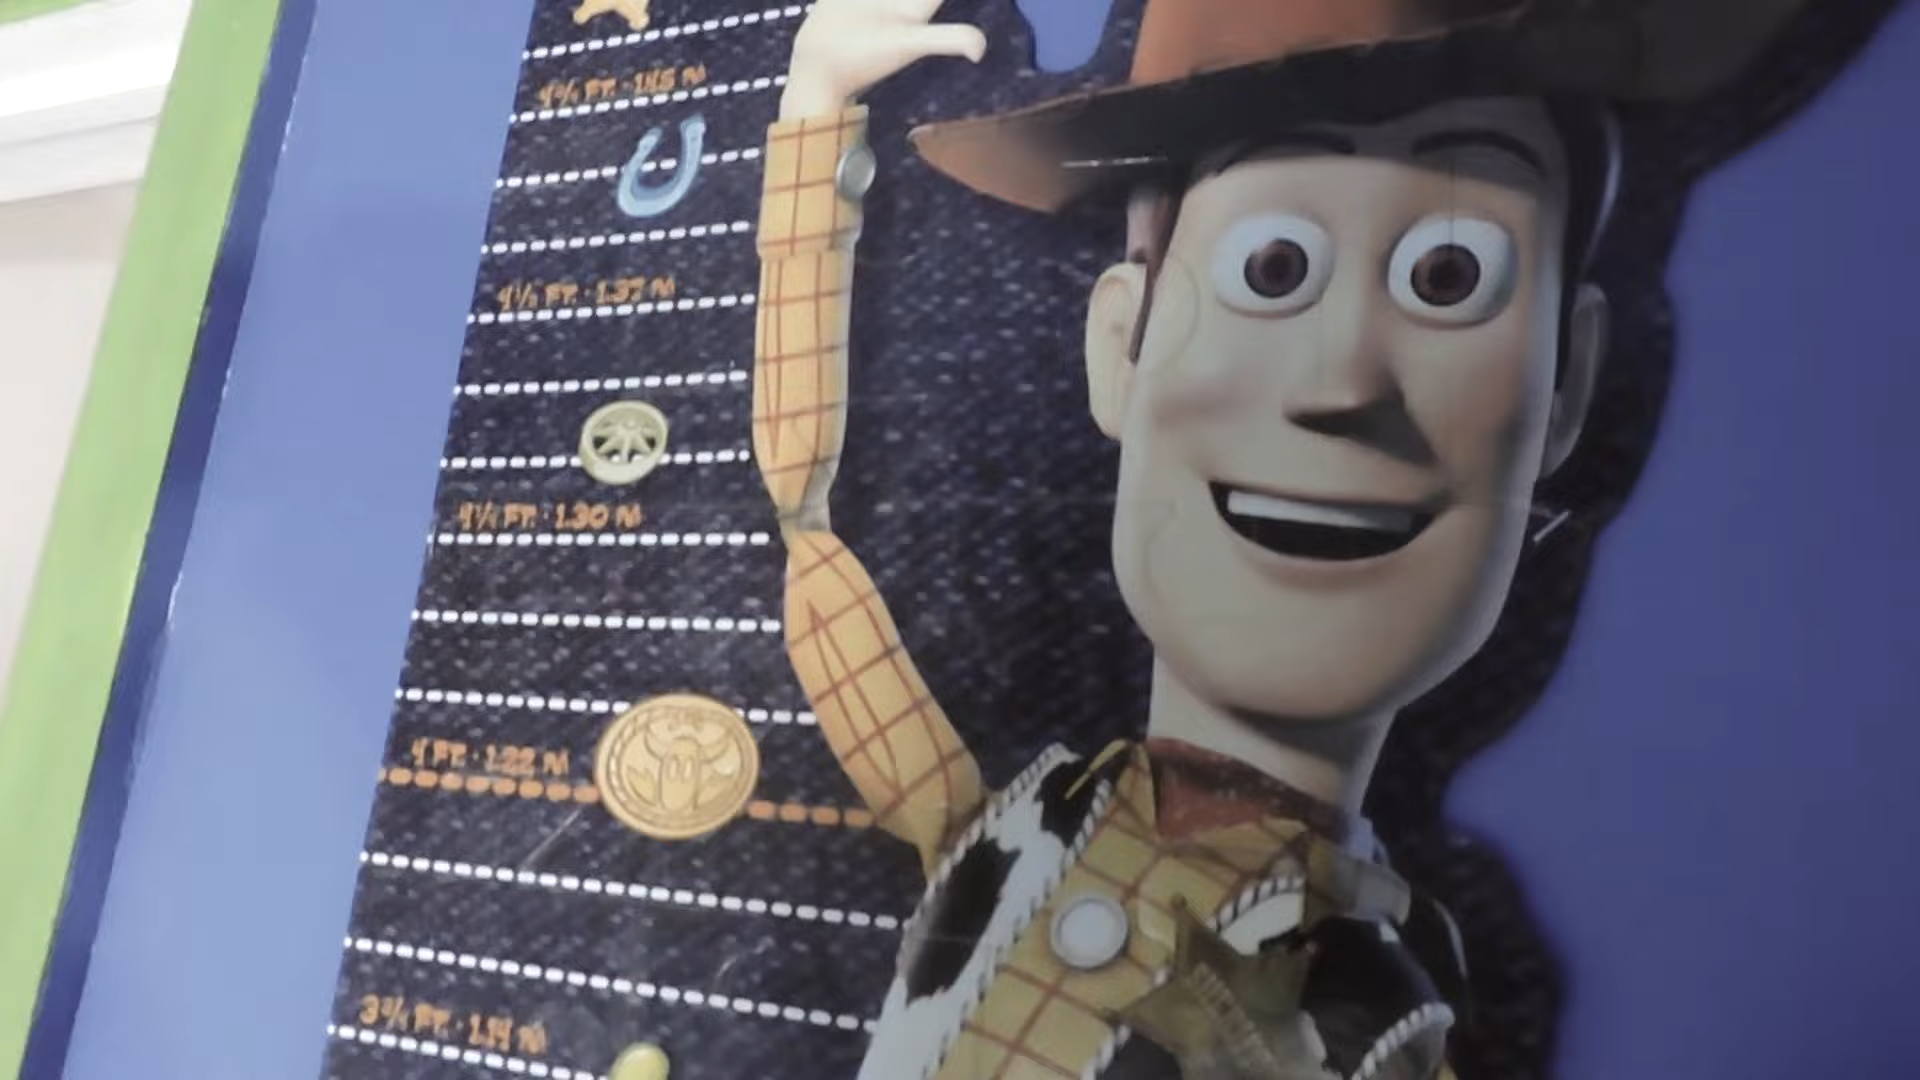 4¾ FT. · 1.45 M
4½ FT. · 1.37 M
4¼ FT. · 1.30 M
4 FT. · 1.22 M
3¾ FT. · 1.14 M